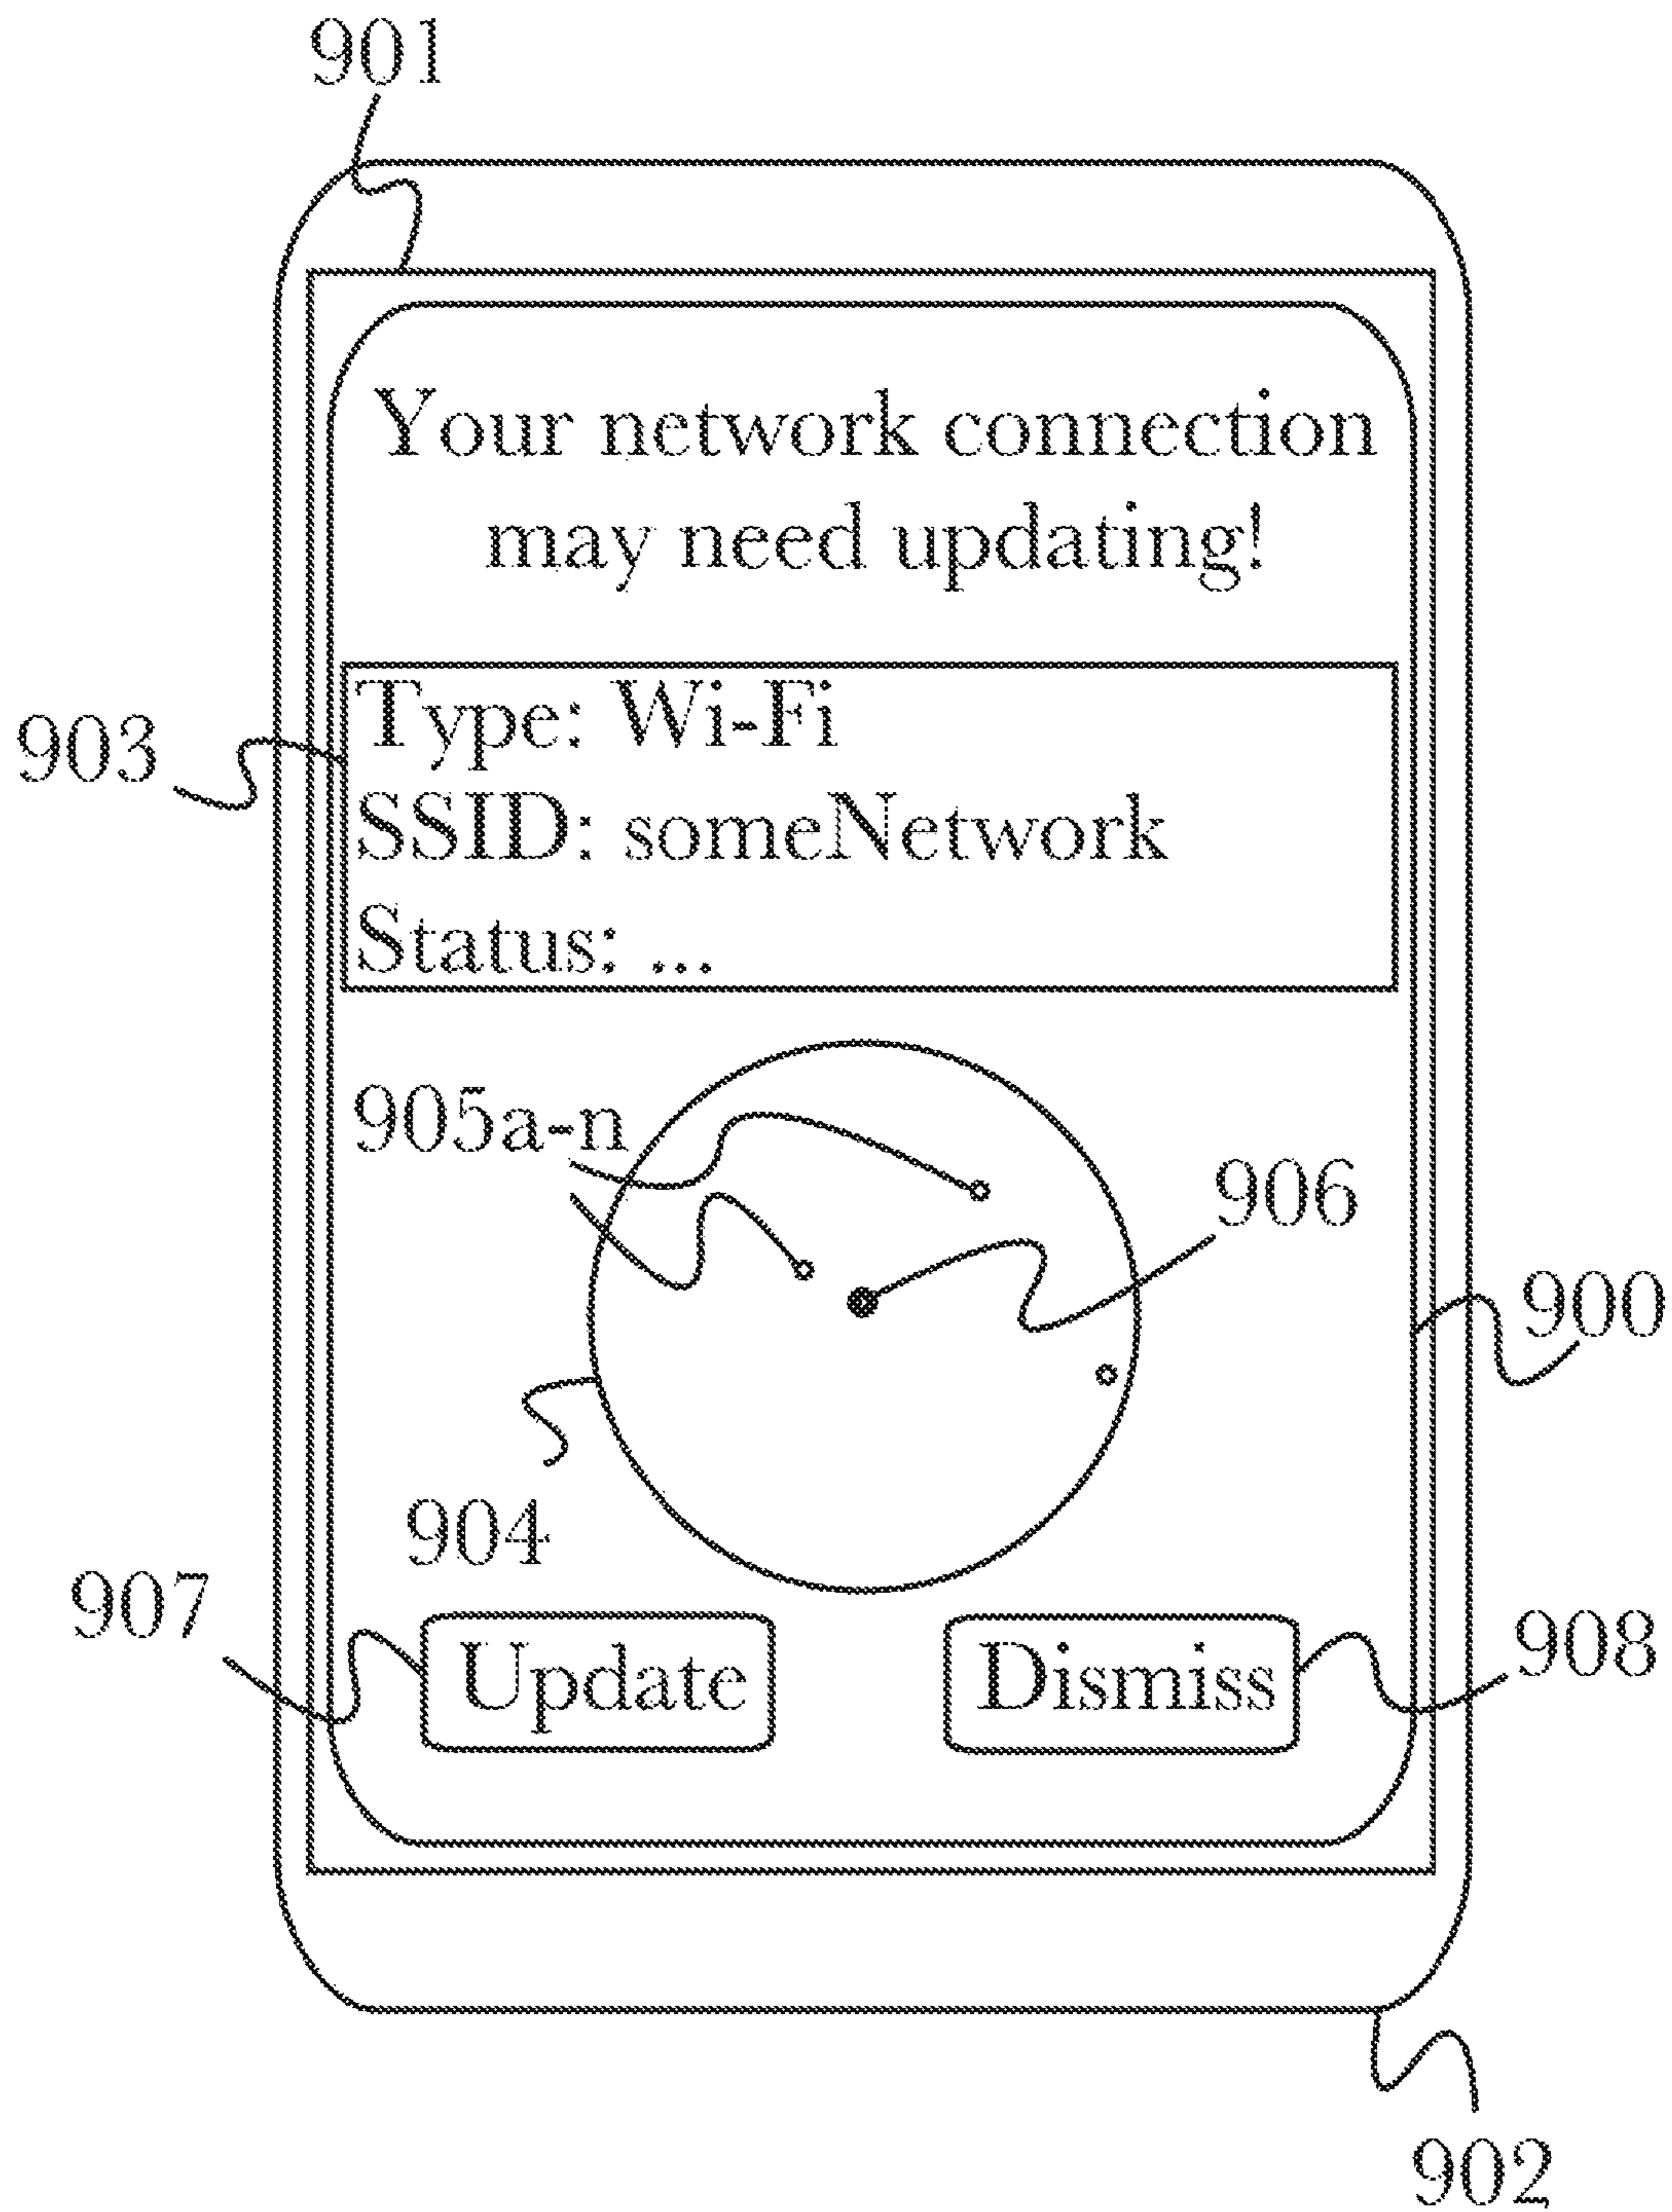 901
Your network connection
may need updating!
903
Type: Wi-Fi
SSID: someNetwork
Status: ...
905a-n
906
900
904
907
Update
Dismiss
908
902